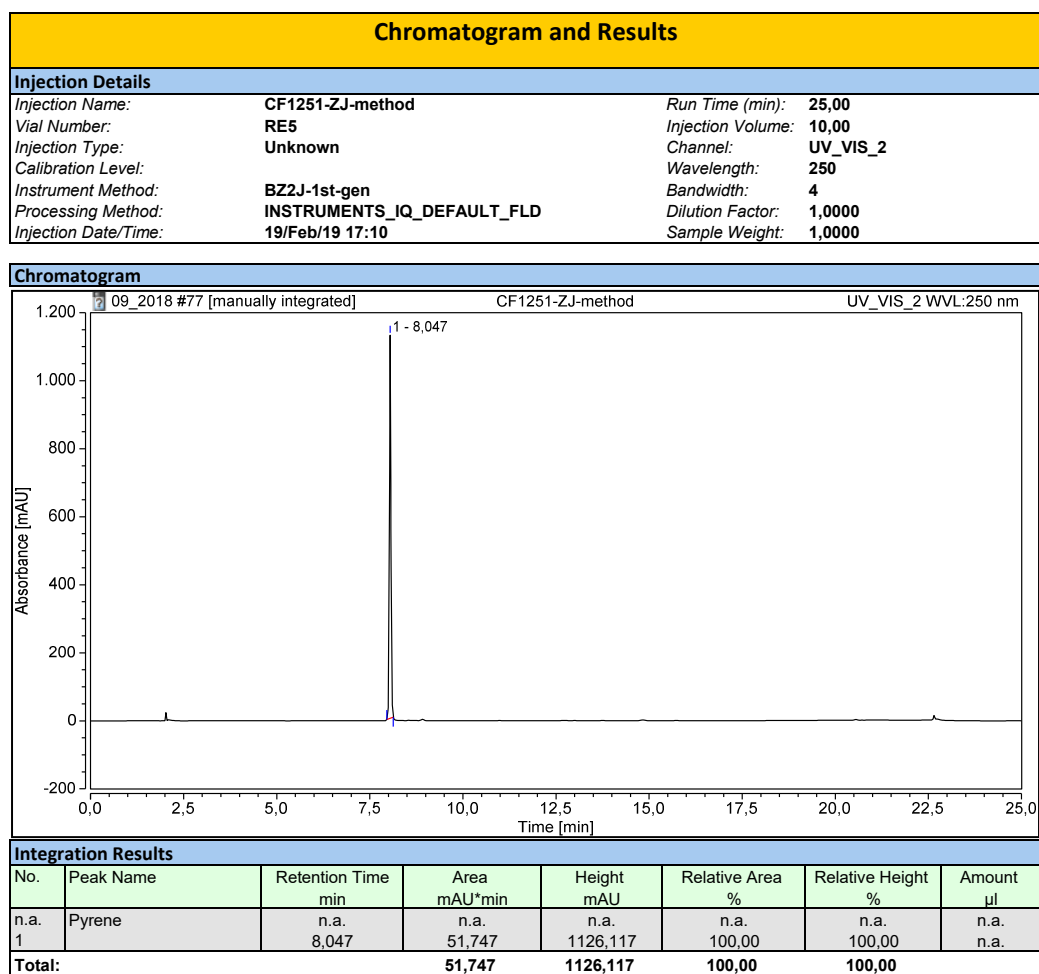 Chromatogram and Results
Injection Details
Injection Name: CF1251-ZJ-method Run Time (min): 25,00
Vial Number: RE5 Injection Volume: 10,00
Injection Type: Unknown Channel: UV_VIS_2
Calibration Level: Wavelength: 250
Instrument Method: BZ2J-1st-gen Bandwidth: 4
Processing Method: INSTRUMENTS_IQ_DEFAULT_FLD Dilution Factor: 1,0000
Injection Date/Time: 19/Feb/19 17:10 Sample Weight: 1,0000
Chromatogram
09_2018 #77 [manually integrated] CF1251-ZJ-method UV_VIS_2 WVL:250 nm
1.200
1 - 8,047
1.000
800
600
Absorbance [mAU]
400
200
0
-200
0,0 2,5 5,0 7,5 10,0 12,5 15,0 17,5 20,0 22,5 25,0
Time [min]
Integration Results
No. Peak Name Retention Time Area Height Relative Area Relative Height Amount
min mAU*min mAU % % µl
n.a. Pyrene n.a. n.a. n.a. n.a. n.a. n.a.
1 8,047 51,747 1126,117 100,00 100,00 n.a.
Total: 51,747 1126,117 100,00 100,00